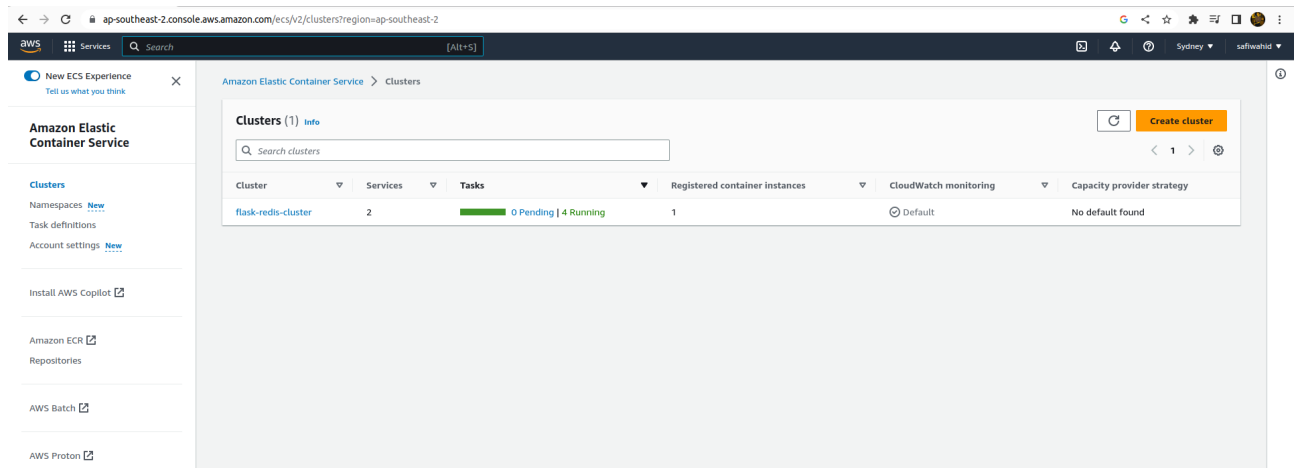 ap-southeast-2.console.aws.amazon.com/ecs/v2/clusters?region=ap-southeast-2
aws Services Search [Alt+S] Sydney safiwahid
New ECS Experience
Tell us what you think
Amazon Elastic Container Service
Clusters
Namespaces New
Task definitions
Account settings New
Install AWS Copilot
Amazon ECR
Repositories
AWS Batch
AWS Proton
Amazon Elastic Container Service > Clusters
Clusters (1) Info
Create cluster
Search clusters
1
Cluster Services Tasks Registered container instances CloudWatch monitoring Capacity provider strategy
flask-redis-cluster 2 0 Pending | 4 Running 1 Default No default found